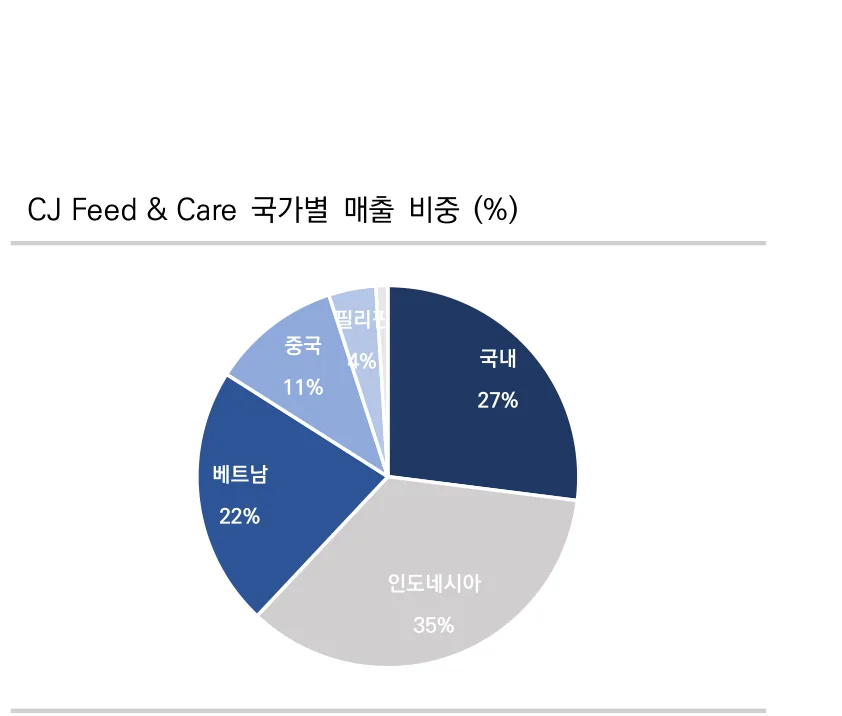 CJ Feed & Care 국가별 매출 비중 (%)
필리핀
4%
중국
11%
국내
27%
베트남
22%
인도네시아
35%